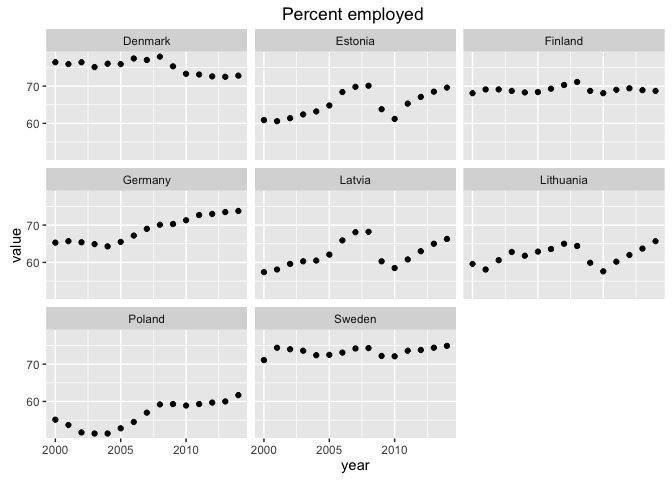 Percent employed
Denmark
Estonia
Finland
70
60
Germany
Latvia
Lithuania
70
60
value
Poland
Sweden
70
60
2000 2005 2010
2000 2005 2010
year